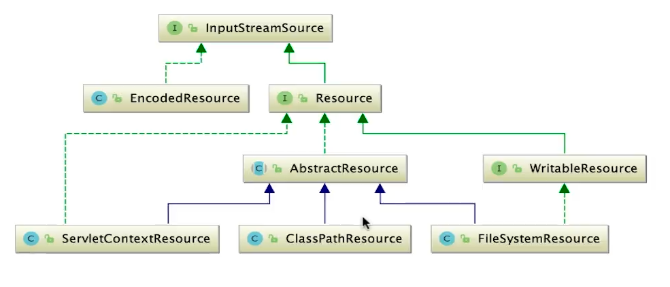 I InputStreamSource
C EncodedResource
I Resource
C AbstractResource
I WritableResource
C ServletContextResource
C ClassPathResource
C FileSystemResource